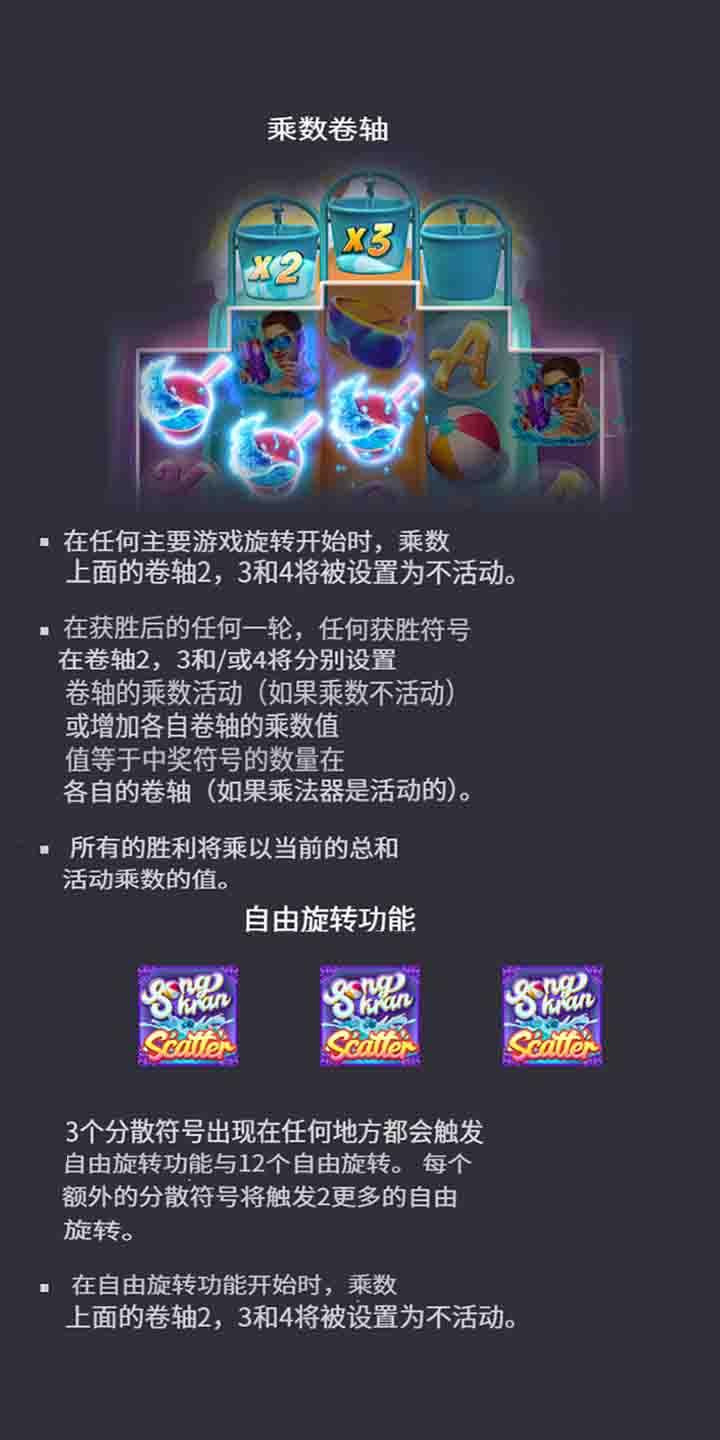 乘数卷轴
x2
x3
A
▪ 在任何主要游戏旋转开始时，乘数
上面的卷轴2，3和4将被设置为不活动。
▪ 在获胜后的任何一轮，任何获胜符号
在卷轴2，3和/或4将分别设置
卷轴的乘数活动（如果乘数不活动）
或增加各自卷轴的乘数值
值等于中奖符号的数量在
各自的卷轴（如果乘法器是活动的）。
▪ 所有的胜利将乘以当前的总和
活动乘数的值。
自由旋转功能
Songkran Scatter
Songkran Scatter
Songkran Scatter
3个分散符号出现在任何地方都会触发
自由旋转功能与12个自由旋转。 每个
额外的分散符号将触发2更多的自由
旋转。
▪ 在自由旋转功能开始时，乘数
上面的卷轴2，3和4将被设置为不活动。